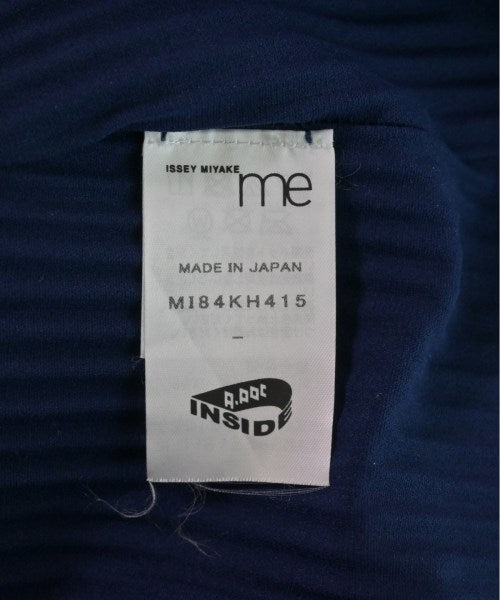 ISSEY MIYAKE
me
MADE IN JAPAN
MI84KH415
–
A-POC
INSIDE